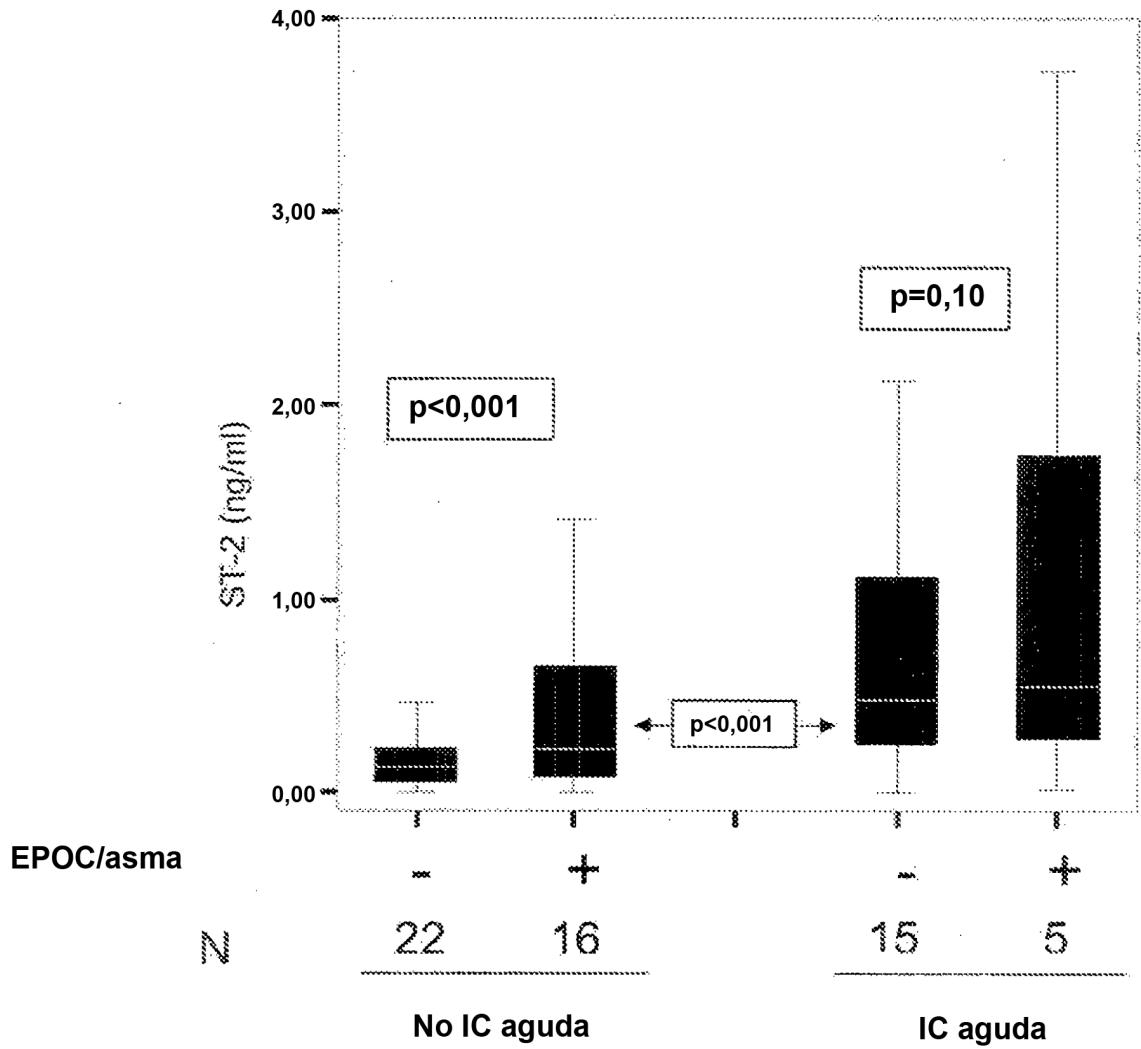 4,00
3,00
p=0,10
2,00
p<0,001
ST-2 (ng/ml)
1,00
p<0,001
0,00
EPOC/asma - + - +
N 22 16 15 5
No IC aguda IC aguda